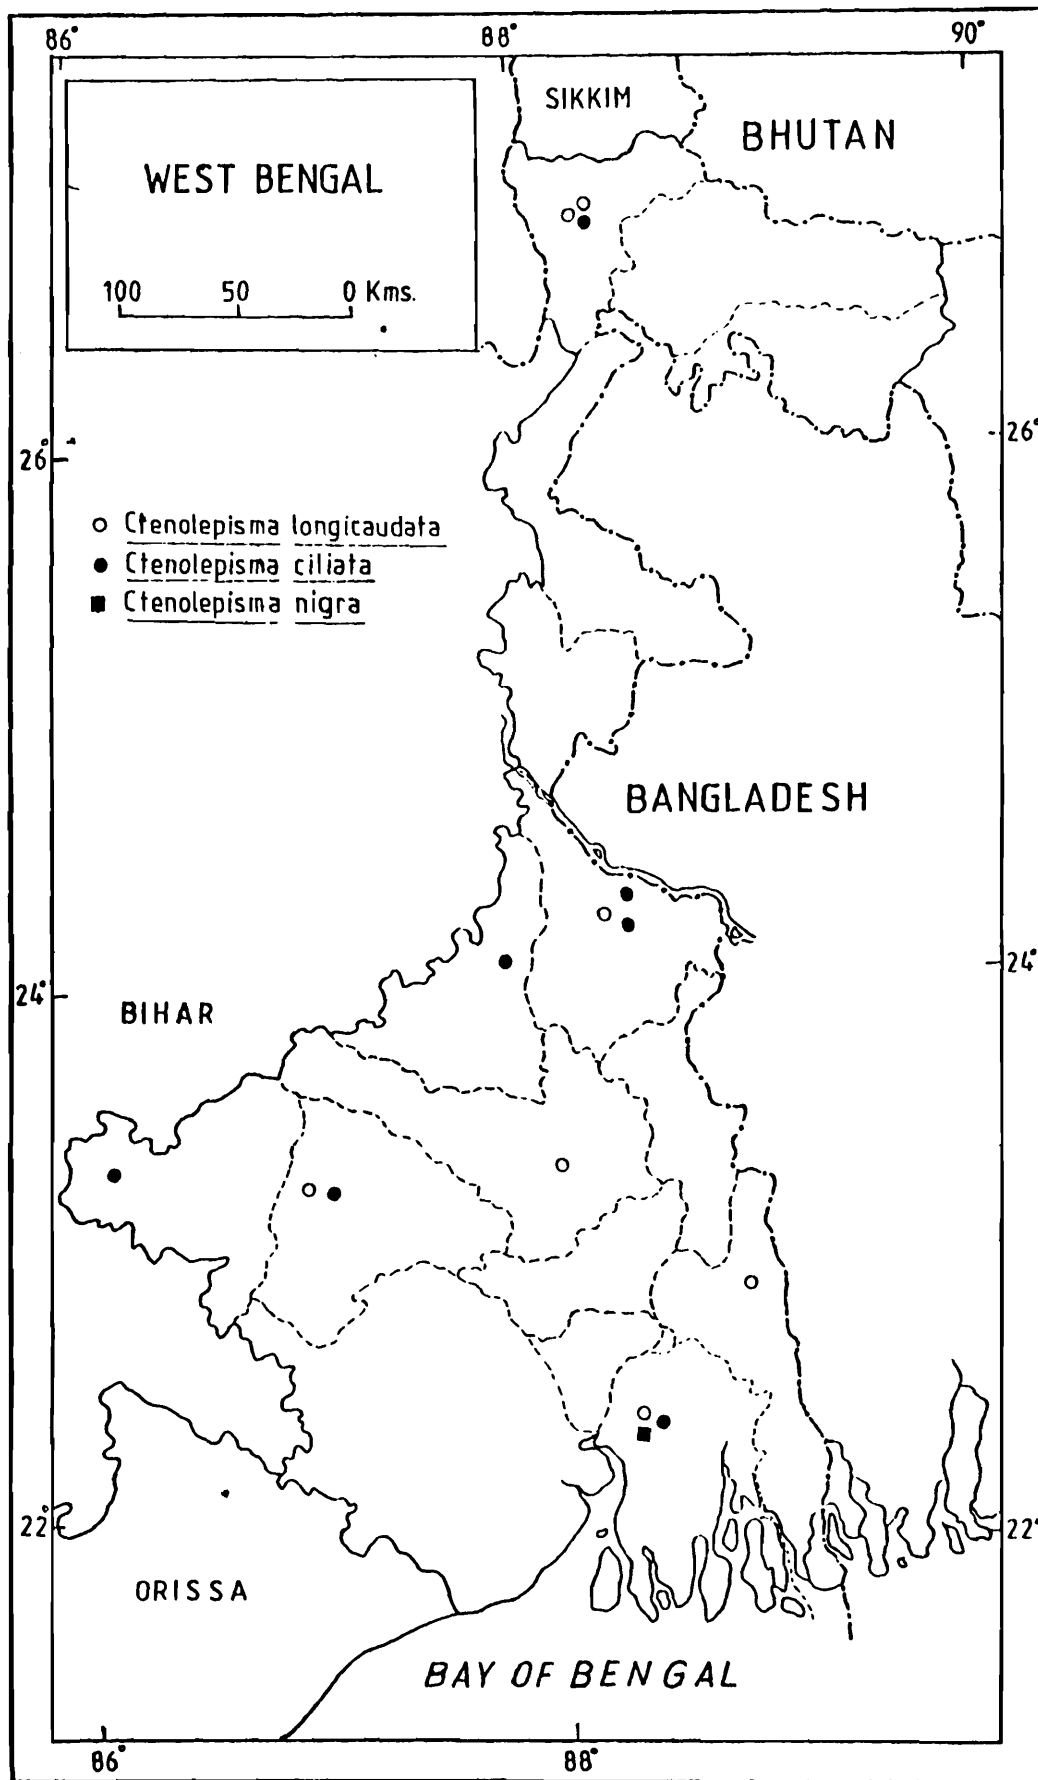 86° 88° 90°
SIKKIM
BHUTAN
WEST BENGAL
100 50 0 Kms.
26° 26°
Ctenolepisma longicaudata
Ctenolepisma ciliata
Ctenolepisma nigra
BANGLADESH
24° 24°
BIHAR
22° 22°
ORISSA
BAY OF BENGAL
86° 88°